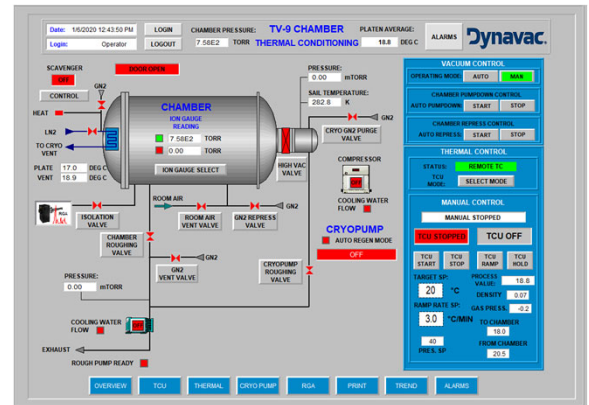 Date: 1/6/2020 12:43:50 PM
LOGIN
CHAMBER PRESSURE:
TV-9 CHAMBER
PLATEN AVERAGE:
ALARMS
Dynavac.
Login: Operator
LOGOUT
7.58E2 TORR
THERMAL CONDITIONING
18.8 DEG C
SCAVENGER
OFF
CONTROL
GN2
DOOR OPEN
PRESSURE:
0.00 mTORR
SAIL TEMPERATURE:
282.8 K
HEAT
LN2
TO CRYO
VENT
CHAMBER
ION GAUGE
READING
7.58E2 TORR
0.00 TORR
ION GAUGE SELECT
GN2
CRYO GN2 PURGE
VALVE
HIGH VAC
VALVE
COMPRESSOR
OFF
COOLING WATER
FLOW
PLATE 17.0 DEG C
VENT 18.9 DEG C
RGA
ISOLATION
VALVE
ROOM AIR
ROOM AIR
VENT VALVE
GN2 REPRESS
VALVE
GN2
CHAMBER
ROUGHING
VALVE
GN2
GN2
VENT VALVE
CRYOPUMP
AUTO REGEN MODE
OFF
CRYOPUMP
ROUGHING
VALVE
PRESSURE:
0.00 mTORR
COOLING WATER
FLOW
OFF
EXHAUST
ROUGH PUMP READY
VACUUM CONTROL
OPERATING MODE: AUTO MAN
CHAMBER PUMPDOWN CONTROL
AUTO PUMPDOWN: START STOP
CHAMBER REPRESS CONTROL
AUTO REPRESS: START STOP
THERMAL CONTROL
STATUS: REMOTE TC
TCU
MODE: SELECT MODE
MANUAL CONTROL
MANUAL STOPPED
TCU STOPPED TCU OFF
TCU START
TCU STOP
TCU RAMP
TCU HOLD
TARGET SP:
20 °C
PROCESS
VALUE: 18.8
DENSITY 0.07
RAMP RATE SP:
3.0 °C/MIN
GAS PRESS. -0.2
TO CHAMBER
18.9
40
PRES. SP
FROM CHAMBER
20.5
OVERVIEW
TCU
THERMAL
CRYO PUMP
RGA
PRINT
TREND
ALARMS